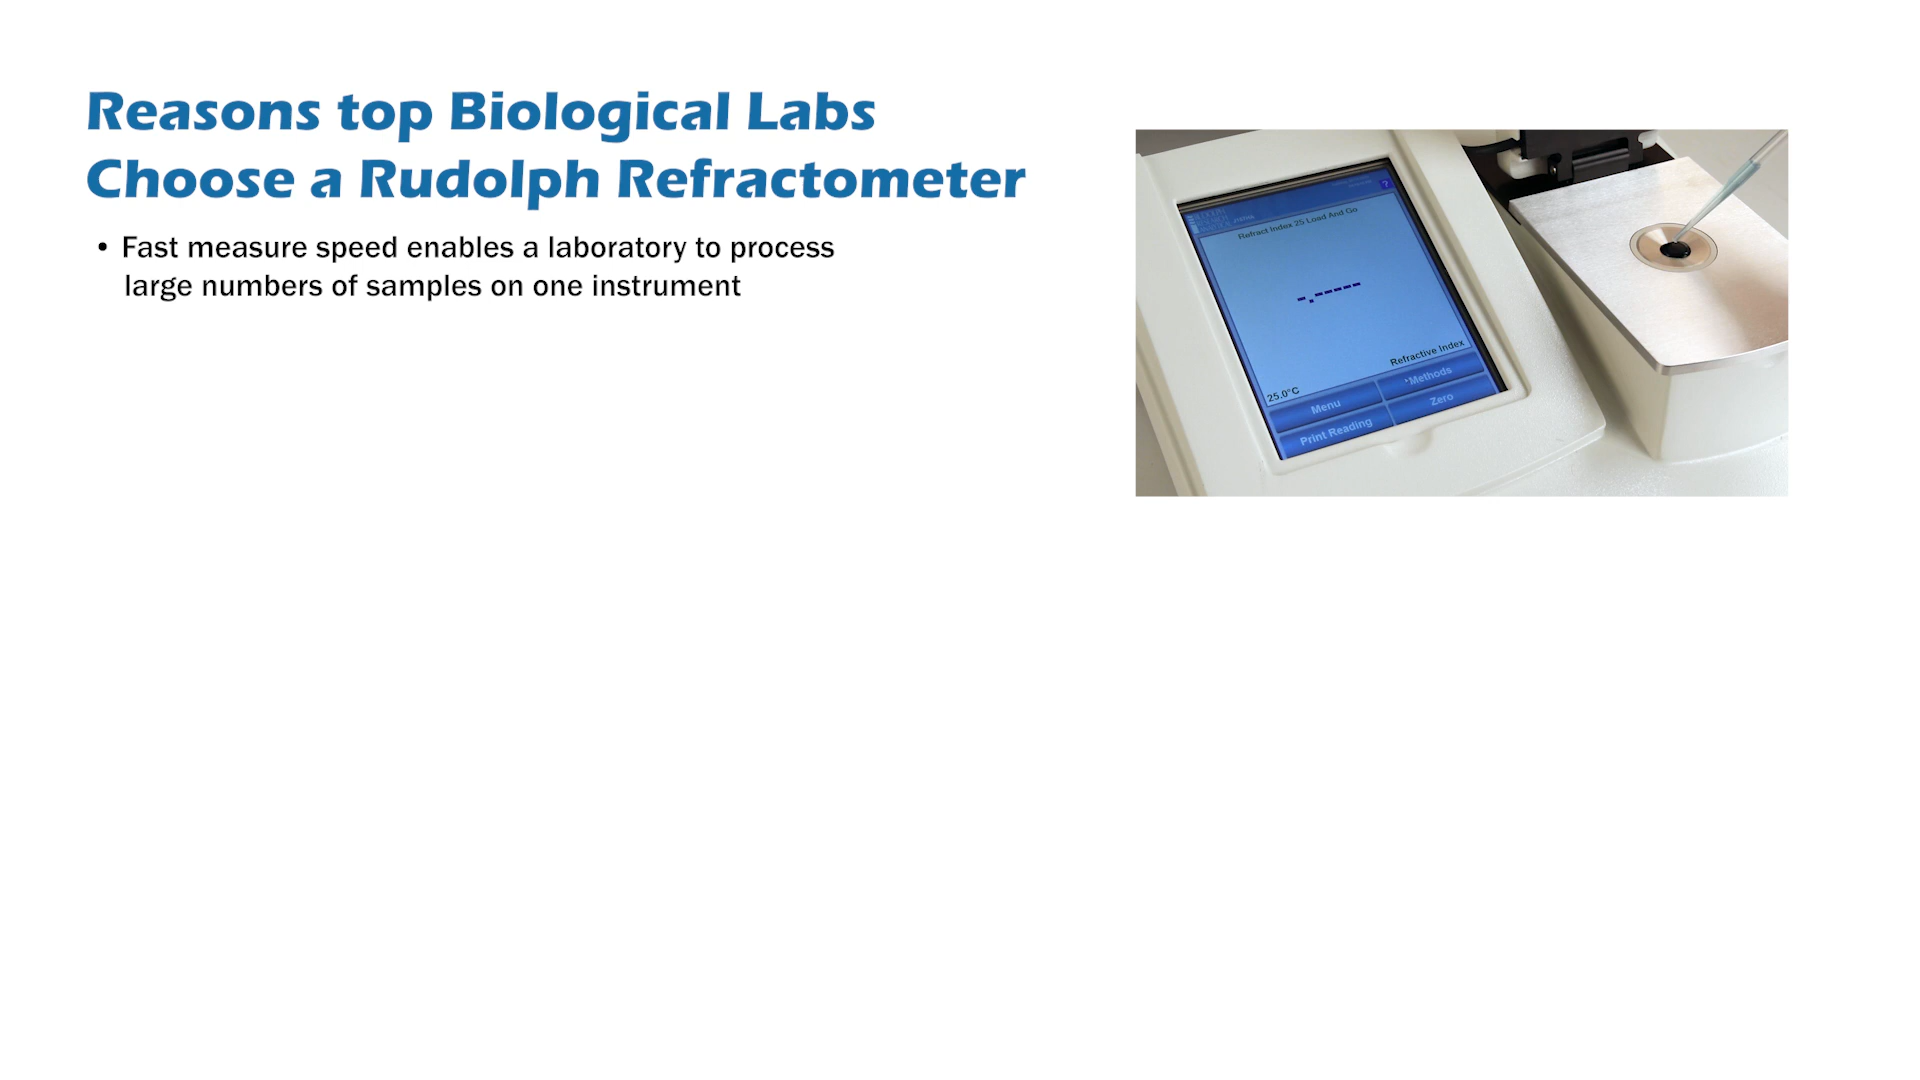 Reasons top Biological Labs
Choose a Rudolph Refractometer
• Fast measure speed enables a laboratory to process
large numbers of samples on one instrument
?
Refract Index 25 Load And Go
-.-----
Refractive Index
25.0°C
Menu
Methods
Print Reading
Zero